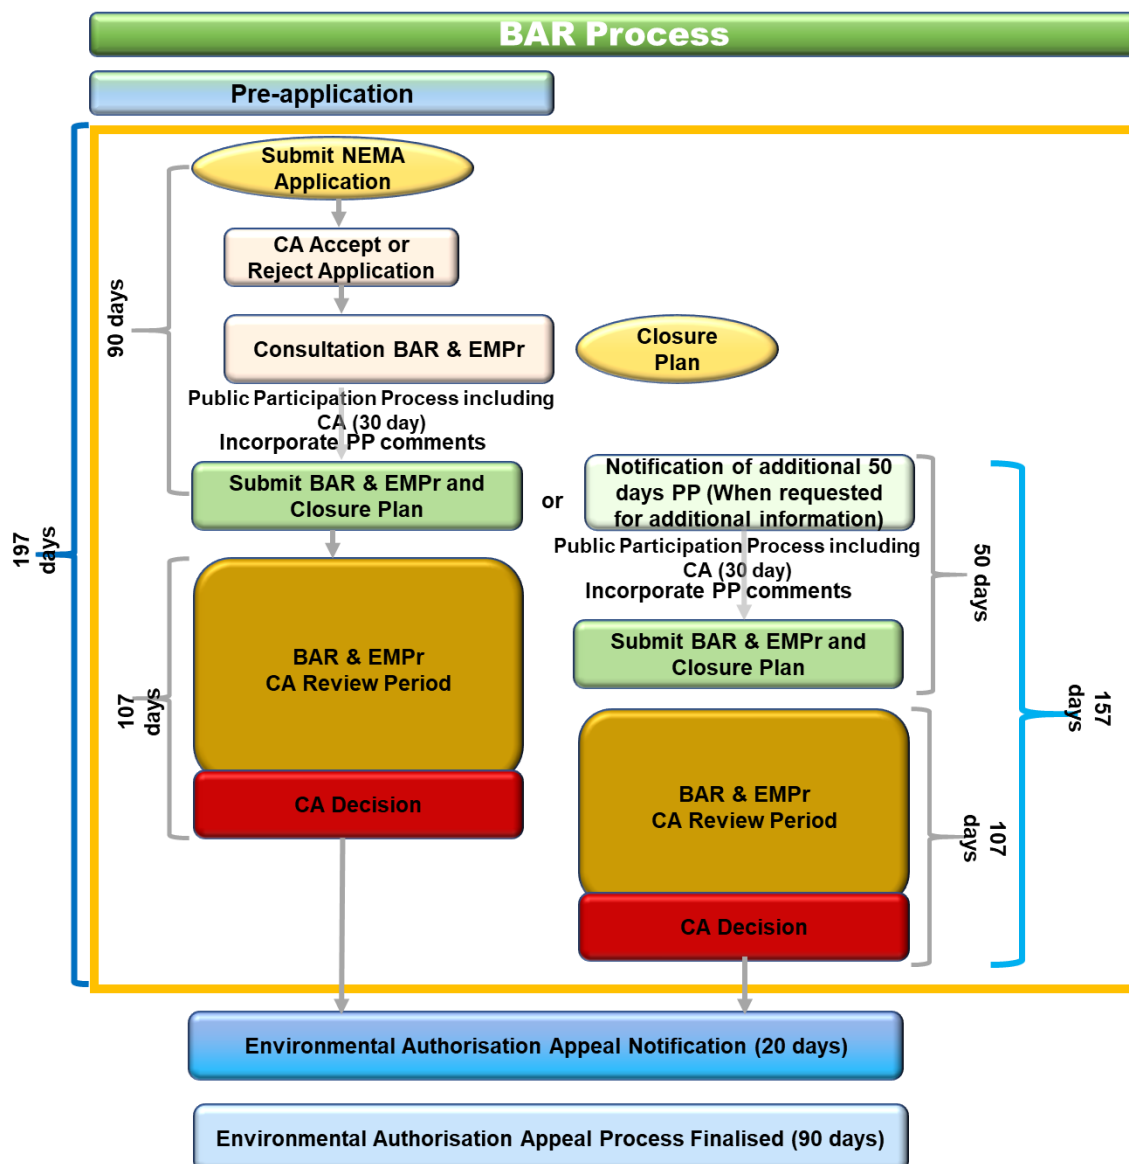 BAR Process
Pre-application
Submit NEMA
Application
CA Accept or
Reject Application
90 days
Consultation BAR & EMPr
Closure
Plan
Public Participation Process including
CA (30 day)
Incorporate PP comments
Submit BAR & EMPr and
Closure Plan
or
Notification of additional 50
days PP (When requested
for additional information)
Public Participation Process including
CA (30 day)
Incorporate PP comments
50 days
197
days
Submit BAR & EMPr and
Closure Plan
BAR & EMPr
CA Review Period
107
days
CA Decision
157
days
BAR & EMPr
CA Review Period
107
days
CA Decision
Environmental Authorisation Appeal Notification (20 days)
Environmental Authorisation Appeal Process Finalised (90 days)